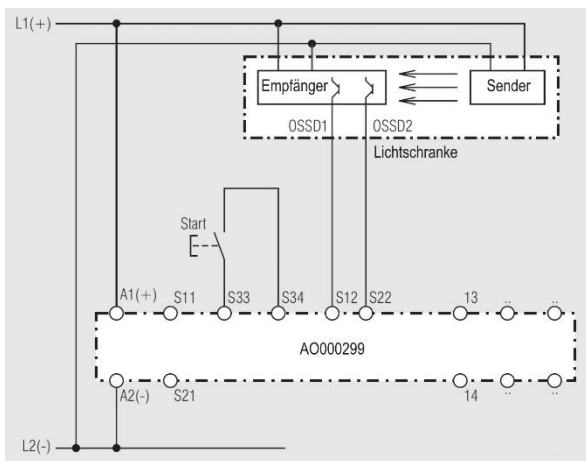 L1(+)
Empfänger
Sender
OSSD1
OSSD2
Lichtschranke
Start
A1(+)
S11
S33
S34
S12
S22
13
..
..
AO000299
A2(-)
S21
14
..
..
L2(-)